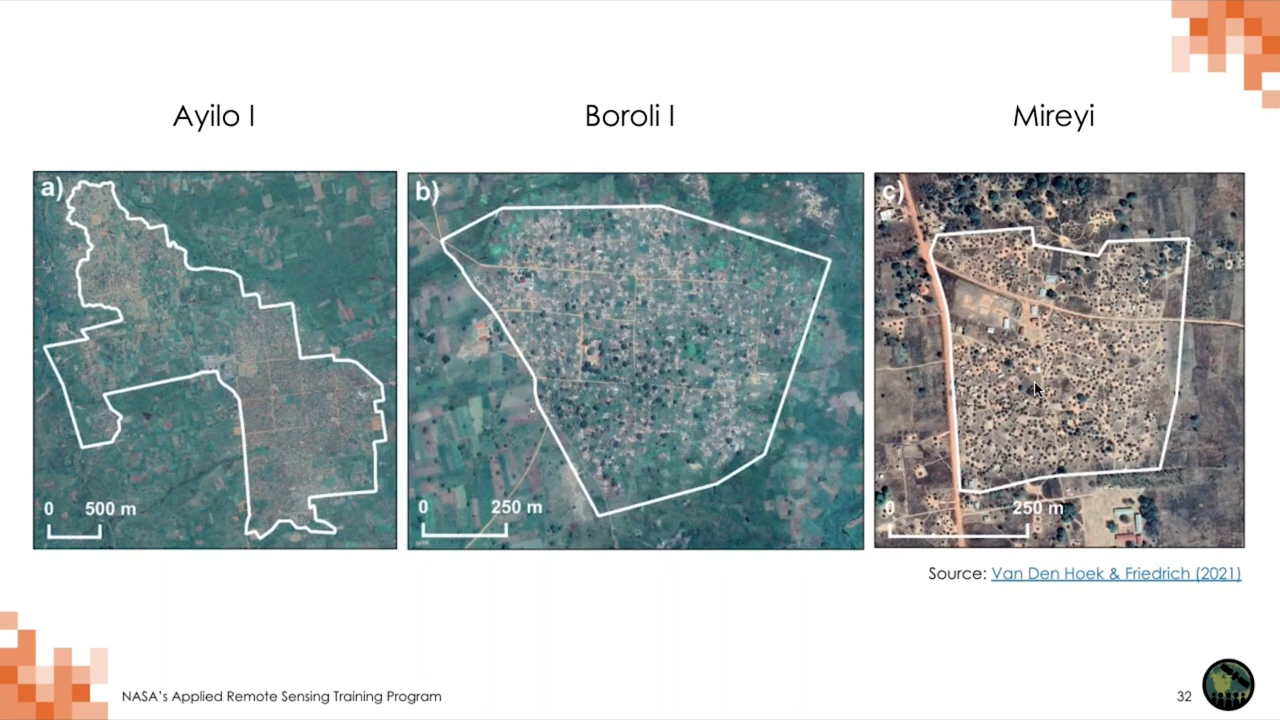 Ayilo I
Boroli I
Mireyi
a)
b)
c)
0 500 m
0 250 m
0 250 m
Source: Van Den Hoek & Friedrich (2021)
NASA's Applied Remote Sensing Training Program
32